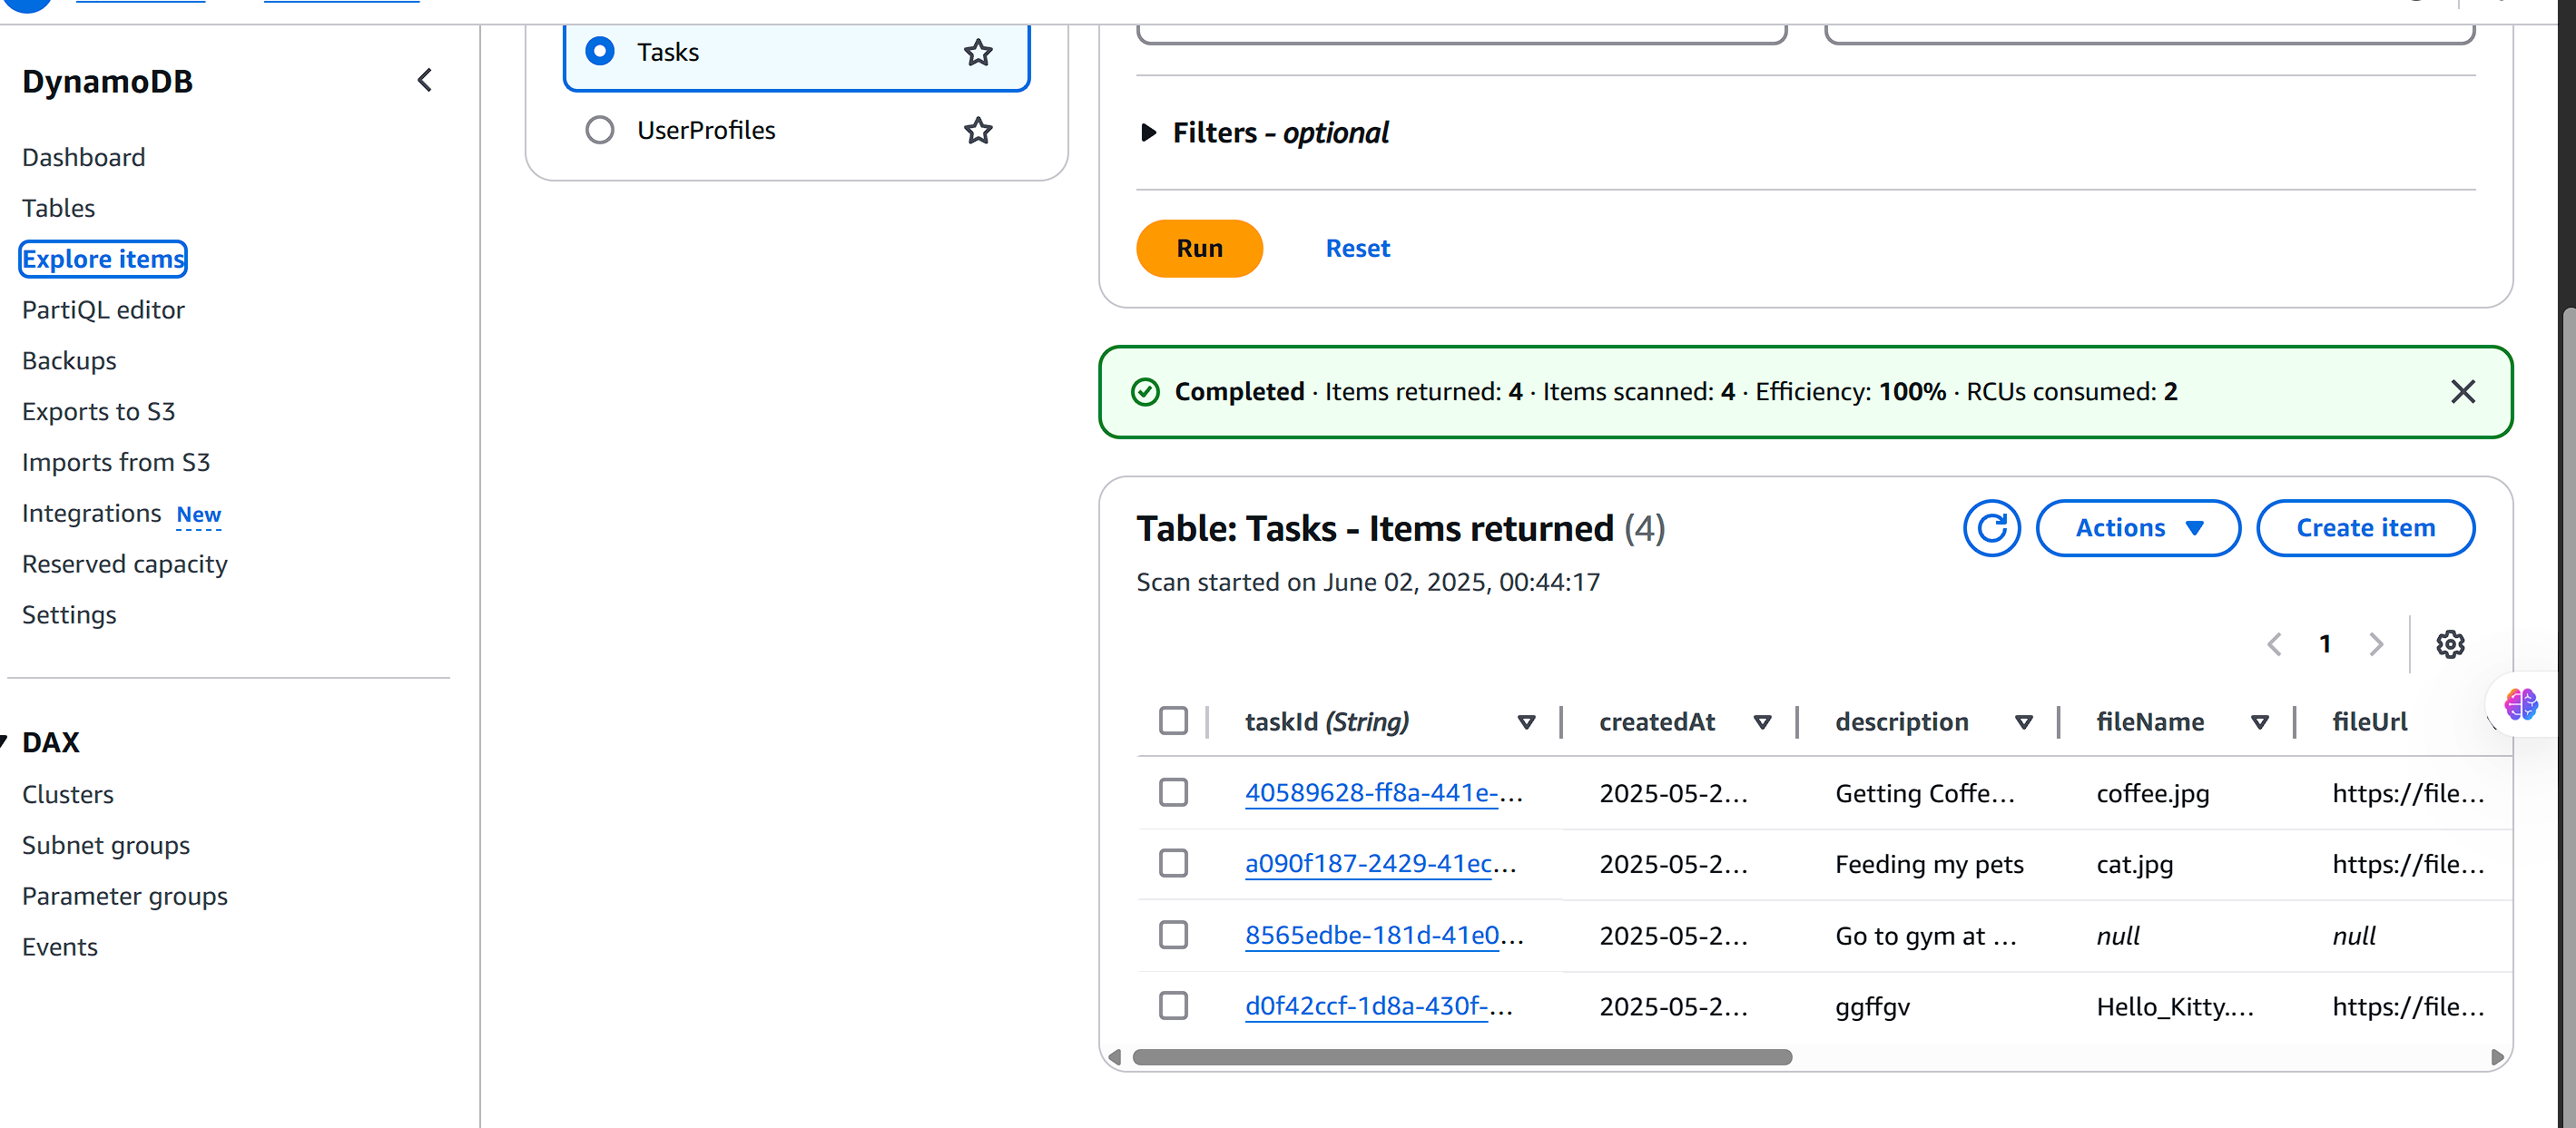 DynamoDB
Dashboard
Tables
Explore items
PartiQL editor
Backups
Exports to S3
Imports from S3
Integrations New
Reserved capacity
Settings
DAX
Clusters
Subnet groups
Parameter groups
Events
Tasks
UserProfiles
Filters - optional
Run Reset
Completed · Items returned: 4 · Items scanned: 4 · Efficiency: 100% · RCUs consumed: 2
Table: Tasks - Items returned (4)
Actions Create item
Scan started on June 02, 2025, 00:44:17
1
taskId (String) createdAt description fileName fileUrl
40589628-ff8a-441e-... 2025-05-2... Getting Coffe... coffee.jpg https://file...
a090f187-2429-41ec... 2025-05-2... Feeding my pets cat.jpg https://file...
8565edbe-181d-41e0... 2025-05-2... Go to gym at ... null null
d0f42ccf-1d8a-430f-... 2025-05-2... ggffgv Hello_Kitty.... https://file...